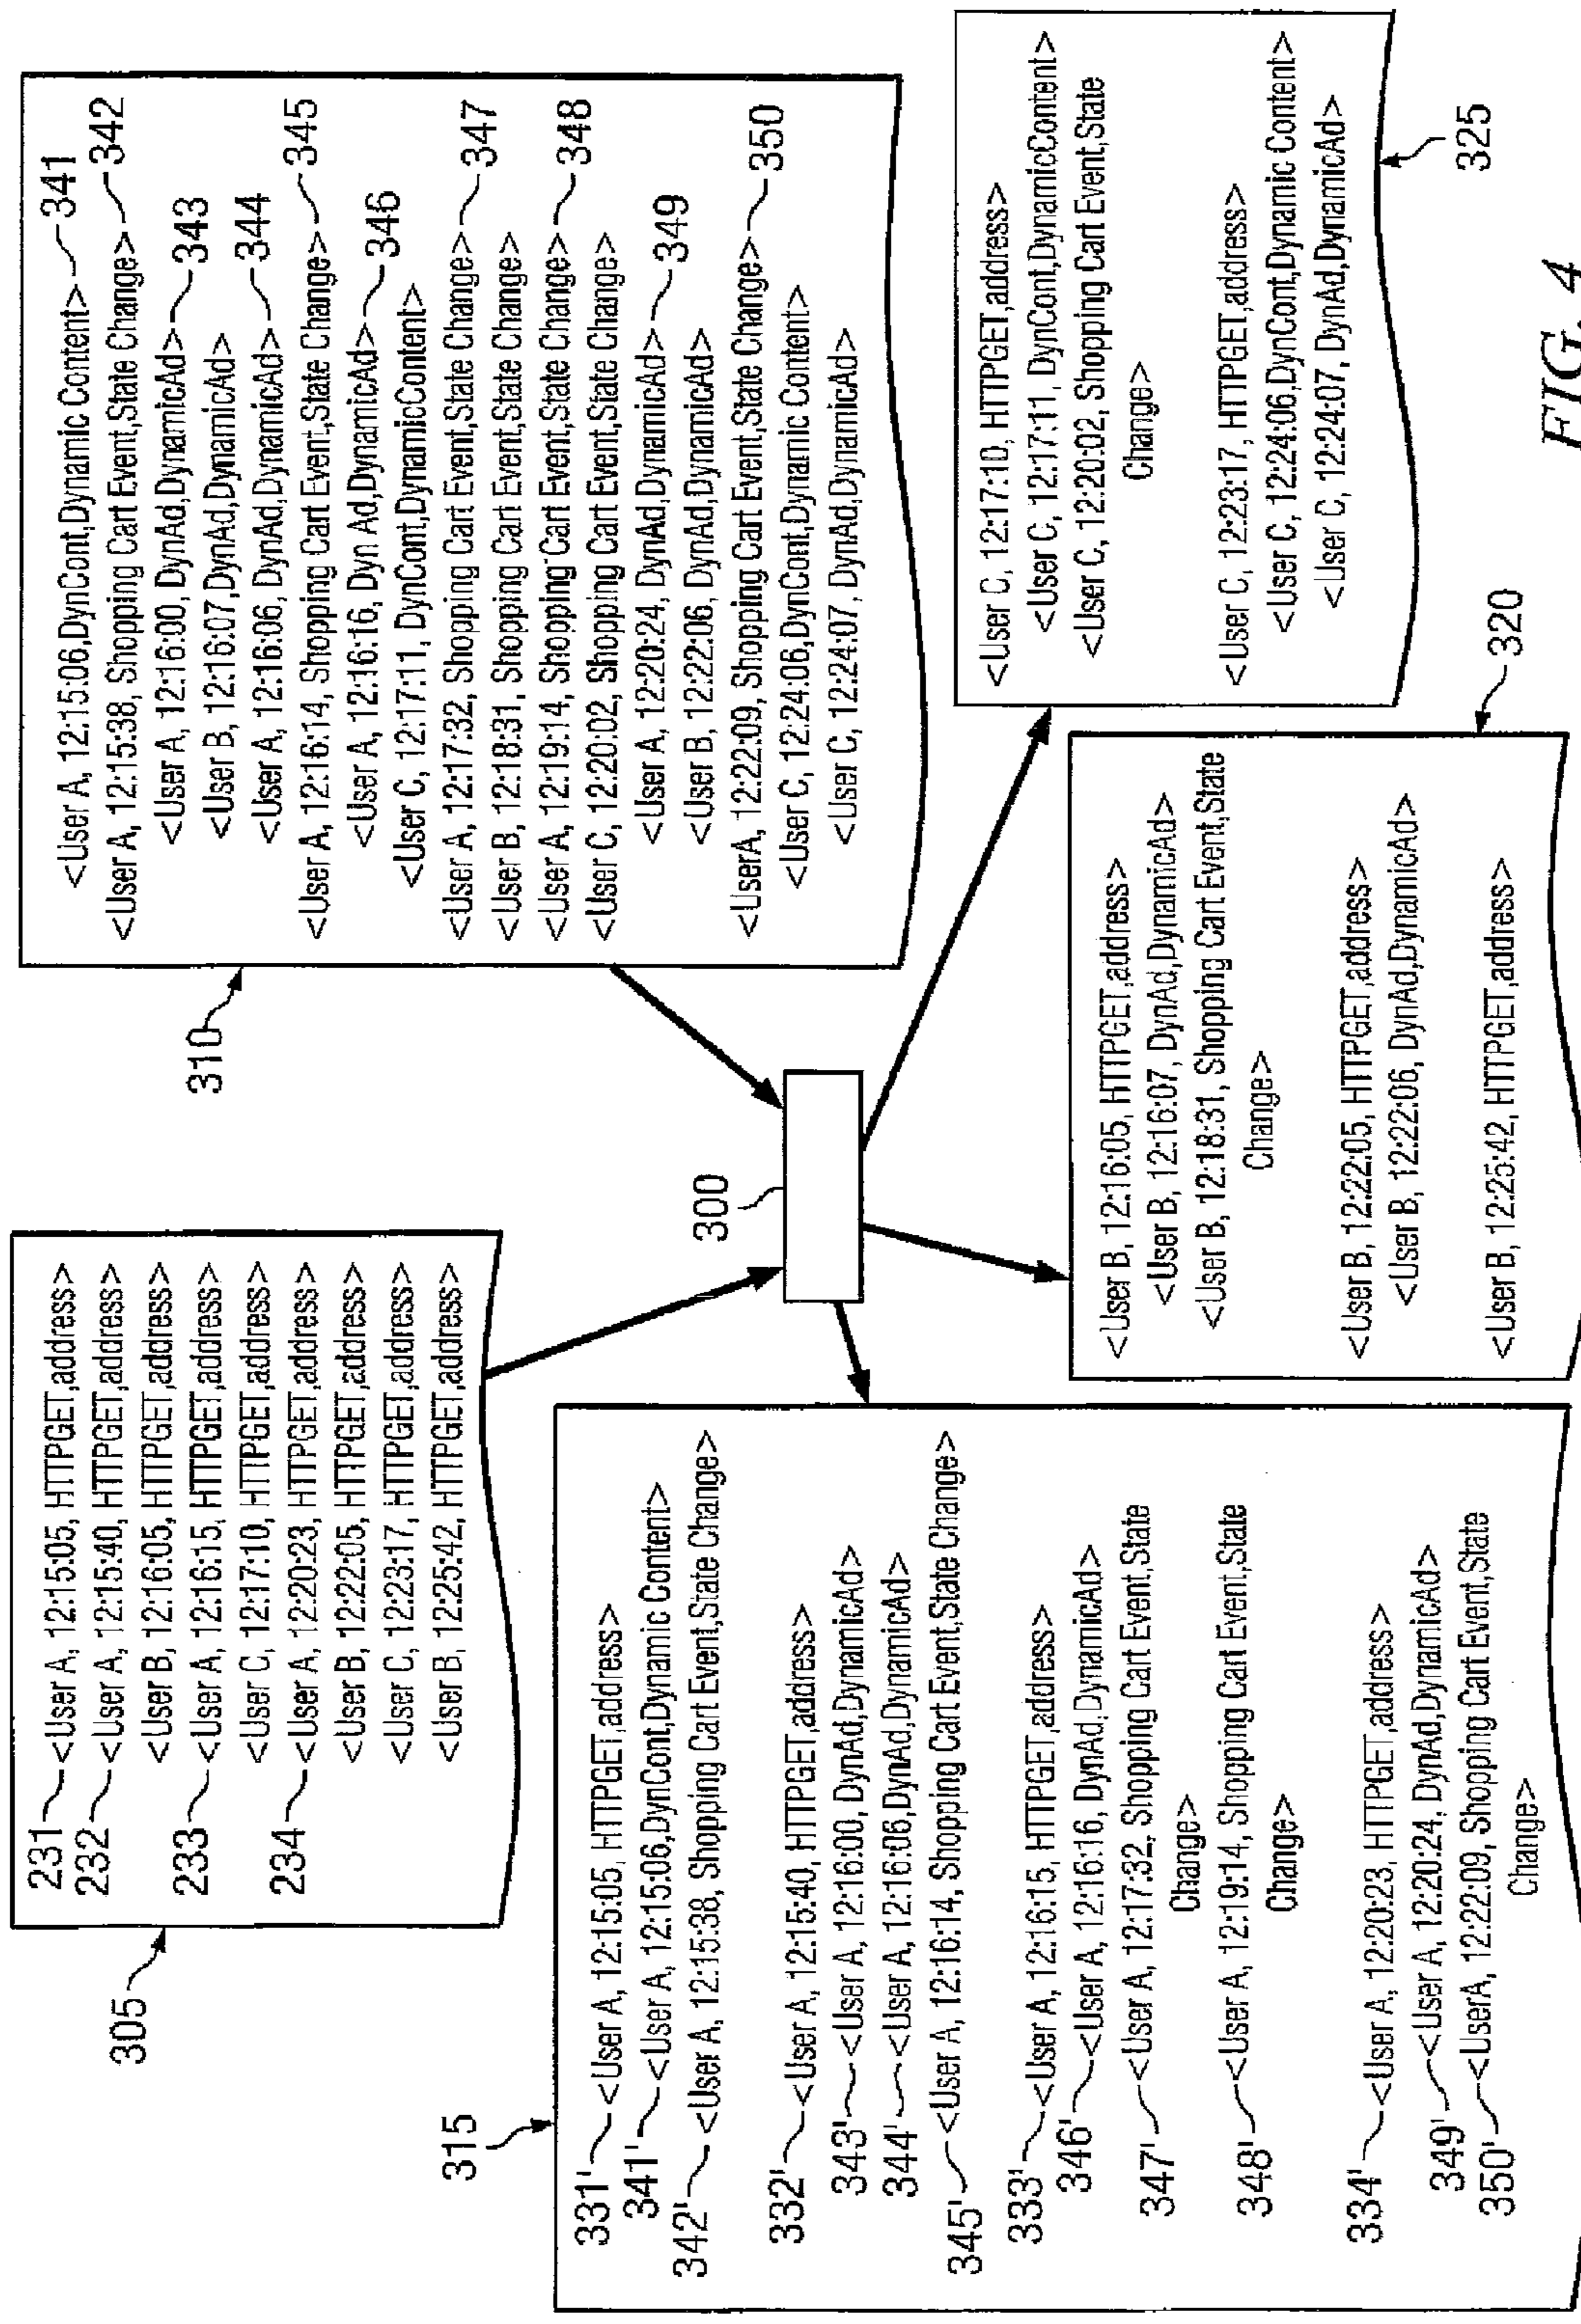 305
231 <User A, 12:15:05, HTTPGET,address>
232 <User A, 12:15:40, HTTPGET,address>
<User B, 12:16:05, HTTPGET,address>
233 <User A, 12:16:15, HTTPGET,address>
<User C, 12:17:10, HTTPGET,address>
234 <User A, 12:20:23, HTTPGET,address>
<User B, 12:22:05, HTTPGET,address>
<User C, 12:23:17, HTTPGET,address>
<User B, 12:25:42, HTTPGET,address>
310
<User A, 12:15:06,DynCont,Dynamic Content> 341
<User A, 12:15:38, Shopping Cart Event,State Change> 342
<User A, 12:16:00, DynAd,DynamicAd> 343
<User B, 12:16:07,DynAd,DynamicAd>
<User A, 12:16:06, DynAd,DynamicAd> 344
<User A, 12:16:14, Shopping Cart Event,State Change> 345
<User A, 12:16:16, Dyn Ad,DynamicAd> 346
<User C, 12:17:11, DynCont,DynamicContent>
<User A, 12:17:32, Shopping Cart Event,State Change> 347
<User B, 12:18:31, Shopping Cart Event,State Change>
<User A, 12:19:14, Shopping Cart Event,State Change> 348
<User C, 12:20:02, Shopping Cart Event,State Change>
<User A, 12:20:24, DynAd,DynamicAd> 349
<User B, 12:22:06, DynAd,DynamicAd>
<UserA, 12:22:09, Shopping Cart Event,State Change> 350
<User C, 12:24:06,DynCont,Dynamic Content>
<User C, 12:24:07, DynAd,DynamicAd>
300
315
331' <User A, 12:15:05, HTTPGET,address>
341' <User A, 12:15:06,DynCont,Dynamic Content>
342' <User A, 12:15:38, Shopping Cart Event,State Change>
332' <User A, 12:15:40, HTTPGET,address>
343' <User A, 12:16:00, DynAd,DynamicAd>
344' <User A, 12:16:06,DynAd,DynamicAd>
345' <User A, 12:16:14, Shopping Cart Event,State Change>
333' <User A, 12:16:15, HTTPGET,address>
346' <User A, 12:16:16, DynAd,DynamicAd>
347' <User A, 12:17:32, Shopping Cart Event,State
Change>
348' <User A, 12:19:14, Shopping Cart Event,State
Change>
334' <User A, 12:20:23, HTTPGET,address>
349' <User A, 12:20:24, DynAd,DynamicAd>
350' <UserA, 12:22:09, Shopping Cart Event,State
Change>
<User B, 12:16:05, HTTPGET,address>
<User B, 12:16:07, DynAd,DynamicAd>
<User B, 12:18:31, Shopping Cart Event,State
Change>
<User B, 12:22:05, HTTPGET,address>
<User B, 12:22:06, DynAd,DynamicAd>
<User B, 12:25:42, HTTPGET,address>
320
<User C, 12:17:10, HTTPGET,address>
<User C, 12:17:11, DynCont,DynamicContent>
<User C, 12:20:02, Shopping Cart Event,State
Change>
<User C, 12:23:17, HTTPGET,address>
<User C, 12:24:06,DynCont,Dynamic Content>
<User C, 12:24:07, DynAd,DynamicAd>
325
FIG. 4